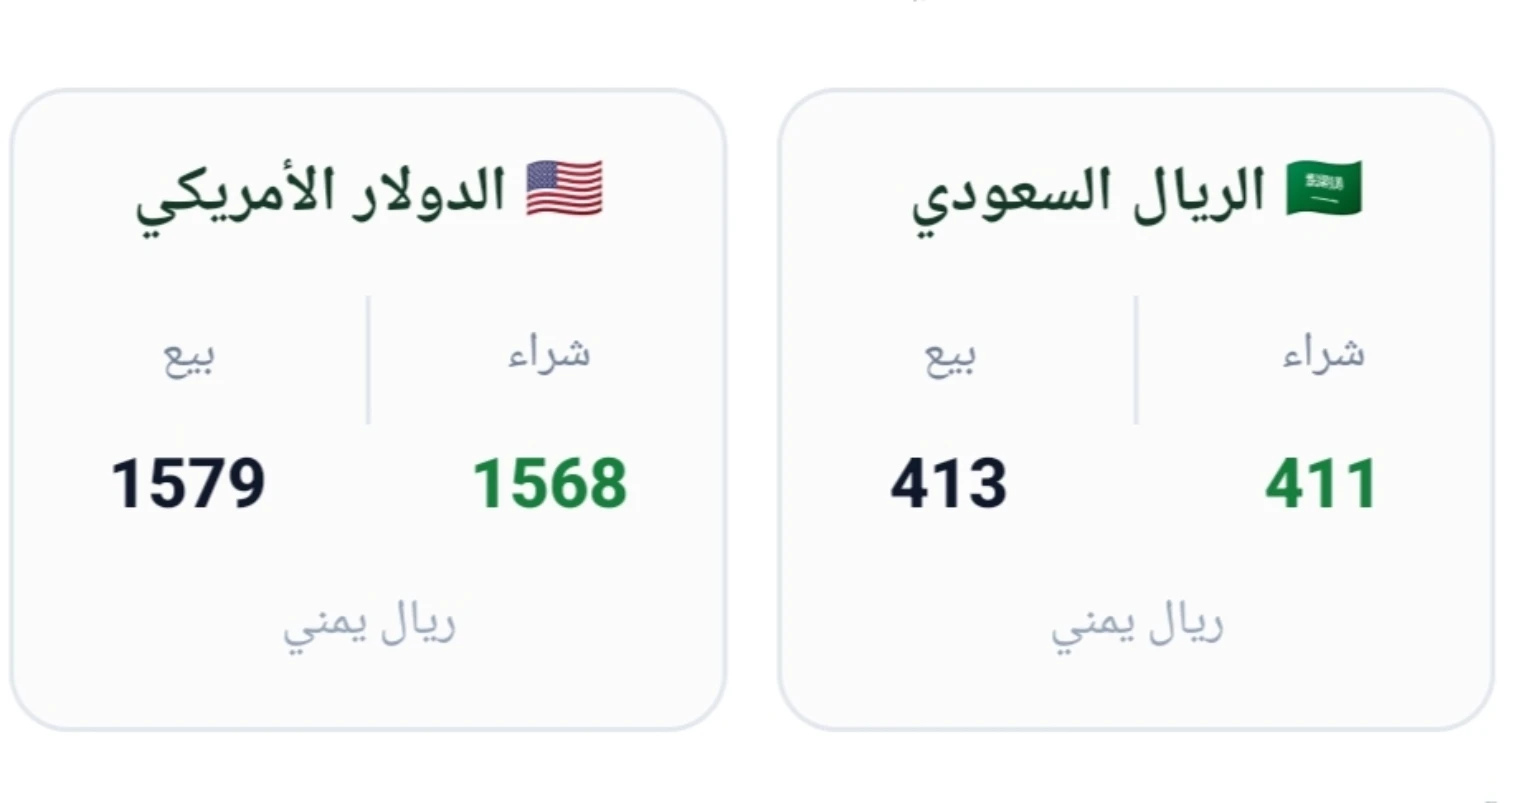 الريال السعودي
شراء
بيع
411
413
ريال يمني
الدولار الأمريكي
شراء
بيع
1568
1579
ريال يمني